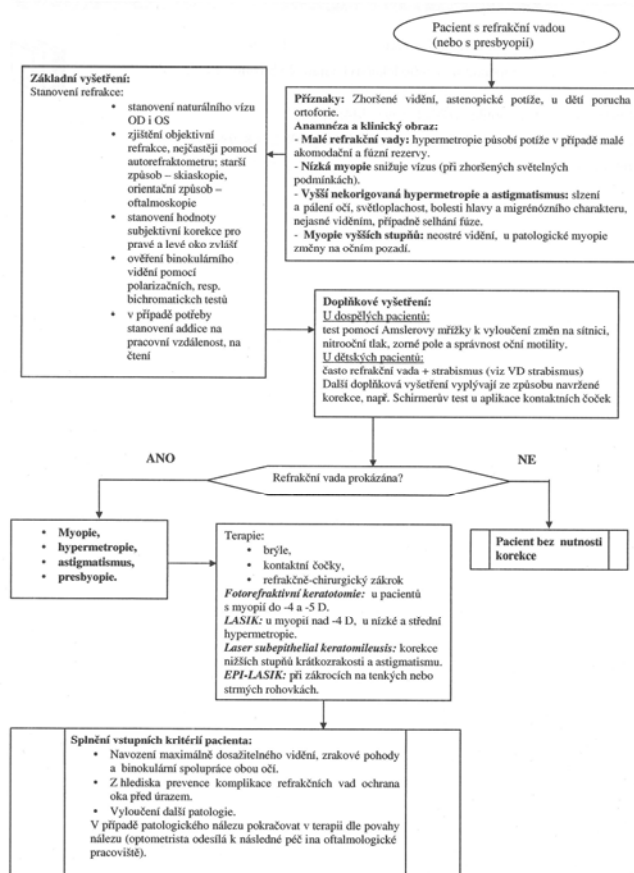 Pacient s refrakční vadou
(nebo s presbyopií)
Příznaky: Zhoršené vidění, astenopické potíže, u dětí porucha
ortoforie.
Anamnéza a klinický obraz:
- Malé refrakční vady: hypermetropie působí potíže v případě malé
akomodační a fúzní rezervy.
- Nízká myopie snižuje vízus (při zhoršených světelných
podmínkách).
- Vyšší nekorigovaná hypermetropie a astigmatismus: slzení
a pálení očí, světloplachost, bolesti hlavy a migrénózního charakteru,
nejasné viděním, případně selhání fúze.
- Myopie vyšších stupňů: neostré vidění, u patologické myopie
změny na očním pozadí.
Základní vyšetření:
Stanovení refrakce:
• stanovení naturálního vízu
OD i OS
• zjištění objektivní
refrakce, nejčastěji pomocí
autorefraktometru; starší
způsob – skiaskopie,
orientační způsob –
oftalmoskopie
• stanovení hodnoty
subjektivní korekce pro
pravé a levé oko zvlášť
• ověření binokulárního
vidění pomocí
polarizačních, resp.
bichromatickch testů
• v případě potřeby
stanovení addice na
pracovní vzdálenost, na
čtení
Doplňkové vyšetření:
U dospělých pacientů:
test pomocí Amslerovy mřížky k vyloučení změn na sítnici,
nitrooční tlak, zorné pole a správnost oční motility.
U dětských pacientů:
často refrakční vada + strabismus (viz VD strabismus)
Další doplňková vyšetření vyplývají ze způsobu navržené
korekce, např. Schirmerův test u aplikace kontaktních čoček
ANO
NE
Refrakční vada prokázána?
• Myopie,
• hypermetropie,
• astigmatismus,
• presbyopie.
Terapie:
• brýle,
• kontaktní čočky,
• refrakčně-chirurgický zákrok
Fotorefraktivní keratotomie: u pacientů
s myopií do -4 a -5 D.
LASIK: u myopií nad -4 D, u nízké a střední
hypermetropie.
Laser subepithelial keratomileusis: korekce
nižších stupňů krátkozrakosti a astigmatismu.
EPI-LASIK: při zákrocích na tenkých nebo
strmých rohovkách.
Pacient bez nutnosti
korekce
Splnění vstupních kritérií pacienta:
• Navození maximálně dosažitelného vidění, zrakové pohody
a binokulární spolupráce obou očí.
• Z hlediska prevence komplikace refrakčních vad ochrana
oka před úrazem.
• Vyloučení další patologie.
V případě patologického nálezu pokračovat v terapii dle povahy
nálezu (optometrista odesílá k následné péč ina oftalmologické
pracoviště).